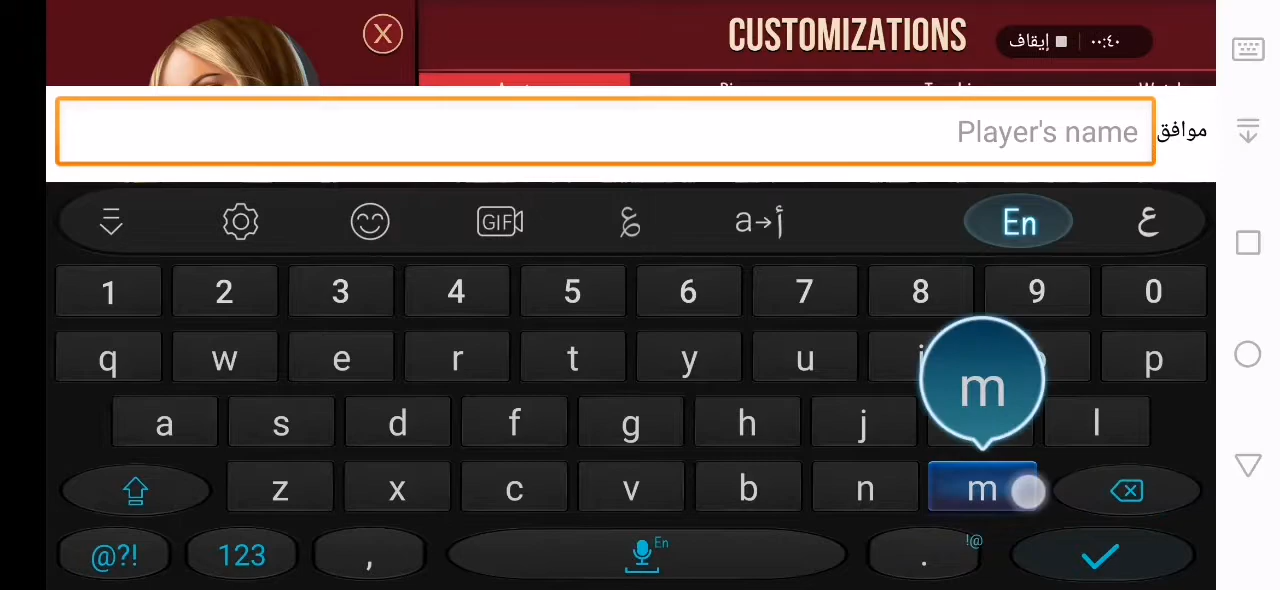 X CUSTOMIZATIONS إيقاف ٠٠:٤٠
Player's name موافق
GIF ع a→أ En ع
1 2 3 4 5 6 7 8 9 0
q w e r t y u p
m
a s d f g h j l
z x c v b n m
@?! 123 , En . !@